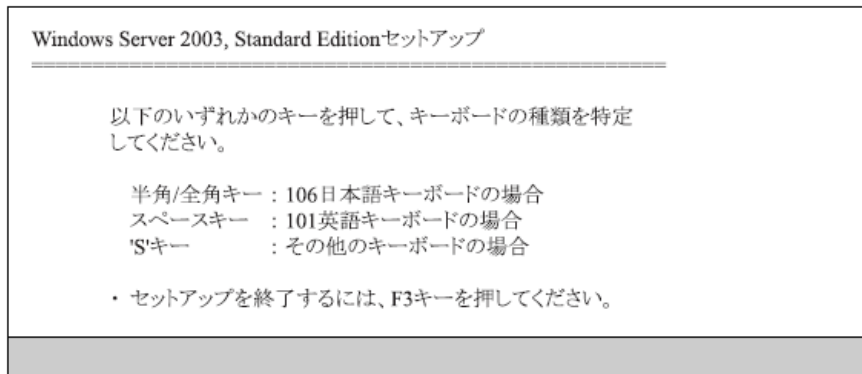 Windows Server 2003, Standard Editionセットアップ
=====================================================
以下のいずれかのキーを押して、キーボードの種類を特定
してください。
半角/全角キー : 106日本語キーボードの場合
スペースキー : 101英語キーボードの場合
'S'キー : その他のキーボードの場合
・ セットアップを終了するには、F3キーを押してください。